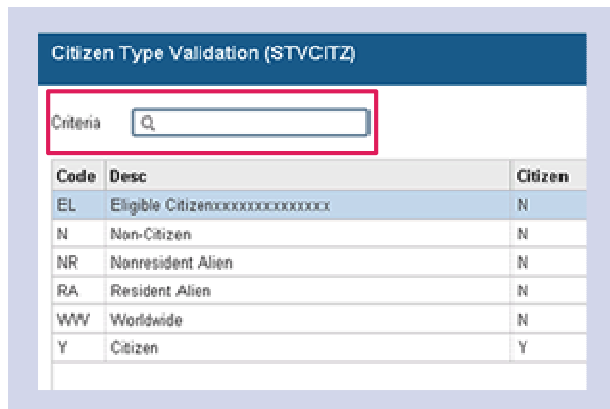 Citizen Type Validation (STVCITZ)
Criteria
Code Desc Citizen
EL Eligible Citizenxxxxxxxxxxxxxx N
N Non-Citizen N
NR Nonresident Alien N
RA Resident Alien N
WW Worldwide N
Y Citizen Y